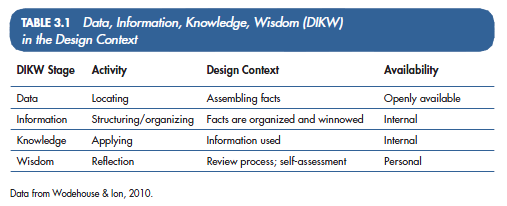 TABLE 3.1 Data, Information, Knowledge, Wisdom (DIKW)
in the Design Context
DIKW Stage Activity Design Context Availability
Data Locating Assembling facts Openly available
Information Structuring/organizing Facts are organized and winnowed Internal
Knowledge Applying Information used Internal
Wisdom Reflection Review process; self-assessment Personal
Data from Wodehouse & Ion, 2010.